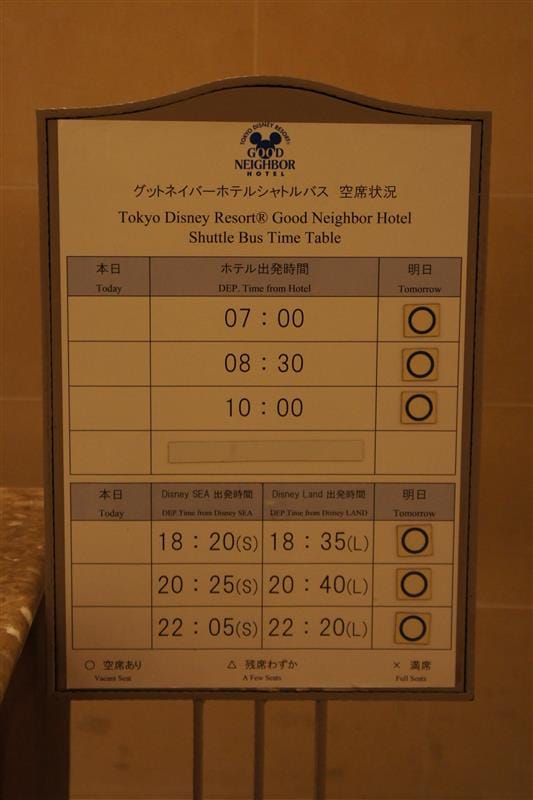 TOKYO DISNEY RESORT®
GOOD
NEIGHBOR
HOTEL
グットネイバーホテルシャトルバス 空席状況
Tokyo Disney Resort® Good Neighbor Hotel
Shuttle Bus Time Table
本日 ホテル出発時間 明日
Today DEP. Time from Hotel Tomorrow
07：00 ○
08：30 ○
10：00 ○
本日 Disney SEA 出発時間 Disney Land 出発時間 明日
Today DEP.Time from Disney SEA DEP.Time from Disney LAND Tomorrow
18：20(S) 18：35(L) ○
20：25(S) 20：40(L) ○
22：05(S) 22：20(L) ○
○ 空席あり △ 残席わずか × 満席
Vacant Seat A Few Seats Full Seats